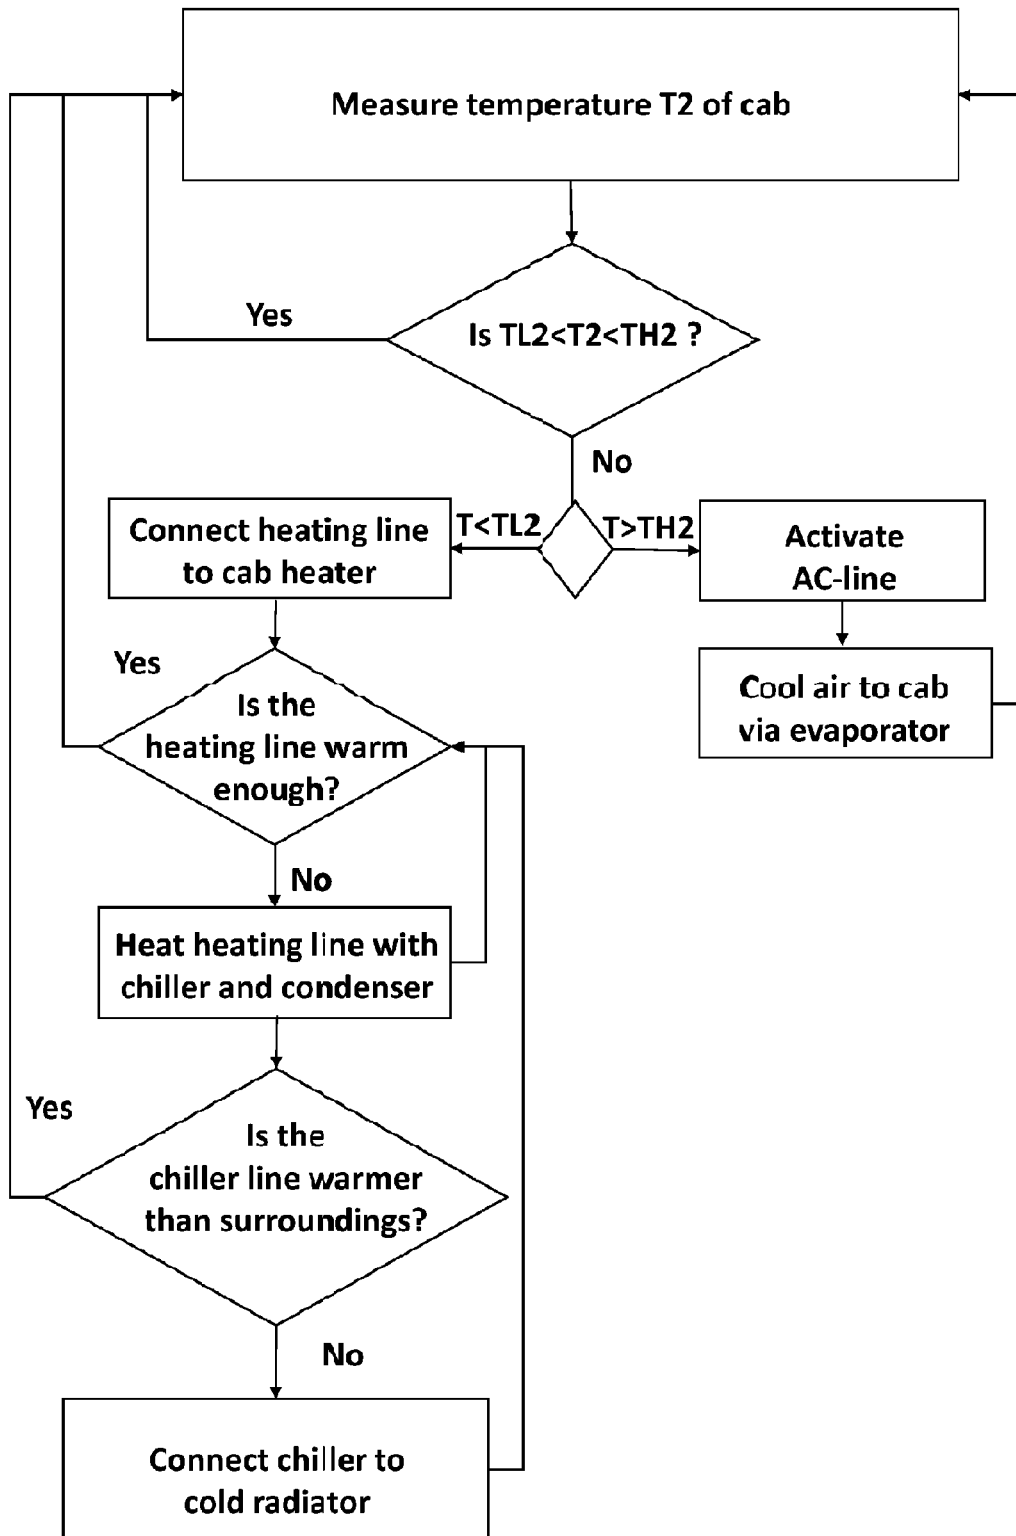 Measure temperature T2 of cab
Yes
Is TL2<T2<TH2 ?
No
Connect heating line
to cab heater
T<TL2
T>TH2
Activate
AC-line
Yes
Is the
heating line warm
enough?
Cool air to cab
via evaporator
No
Heat heating line with
chiller and condenser
Yes
Is the
chiller line warmer
than surroundings?
No
Connect chiller to
cold radiator